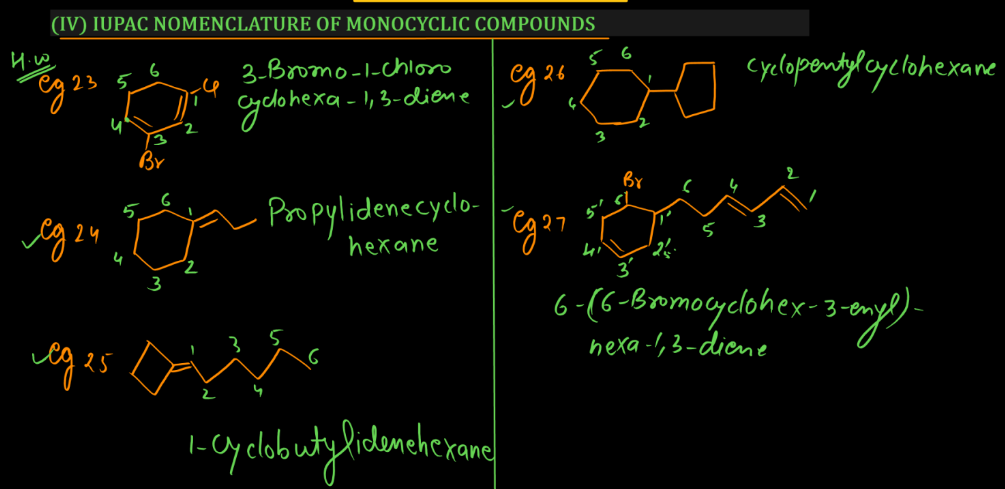 (IV) IUPAC NOMENCLATURE OF MONOCYCLIC COMPOUNDS
H.W
eg 23
6
5
1
Cl
4
3
2
Br
3-Bromo-1-Chloro
cyclohexa-1,3-diene
eg 24
6
5
1
4
2
3
Propylidenecyclo-
hexane
eg 25
1
3
5
6
2
4
1-Cyclobutylidenehexane
eg 26
5
6
1
4
3
2
cyclopentylcyclohexane
eg 27
Br
6'
6
4
2
1
5'
1'
5
3
4'
2'
3'
6-(6-Bromocyclohex-3-enyl)-
hexa-1,3-diene